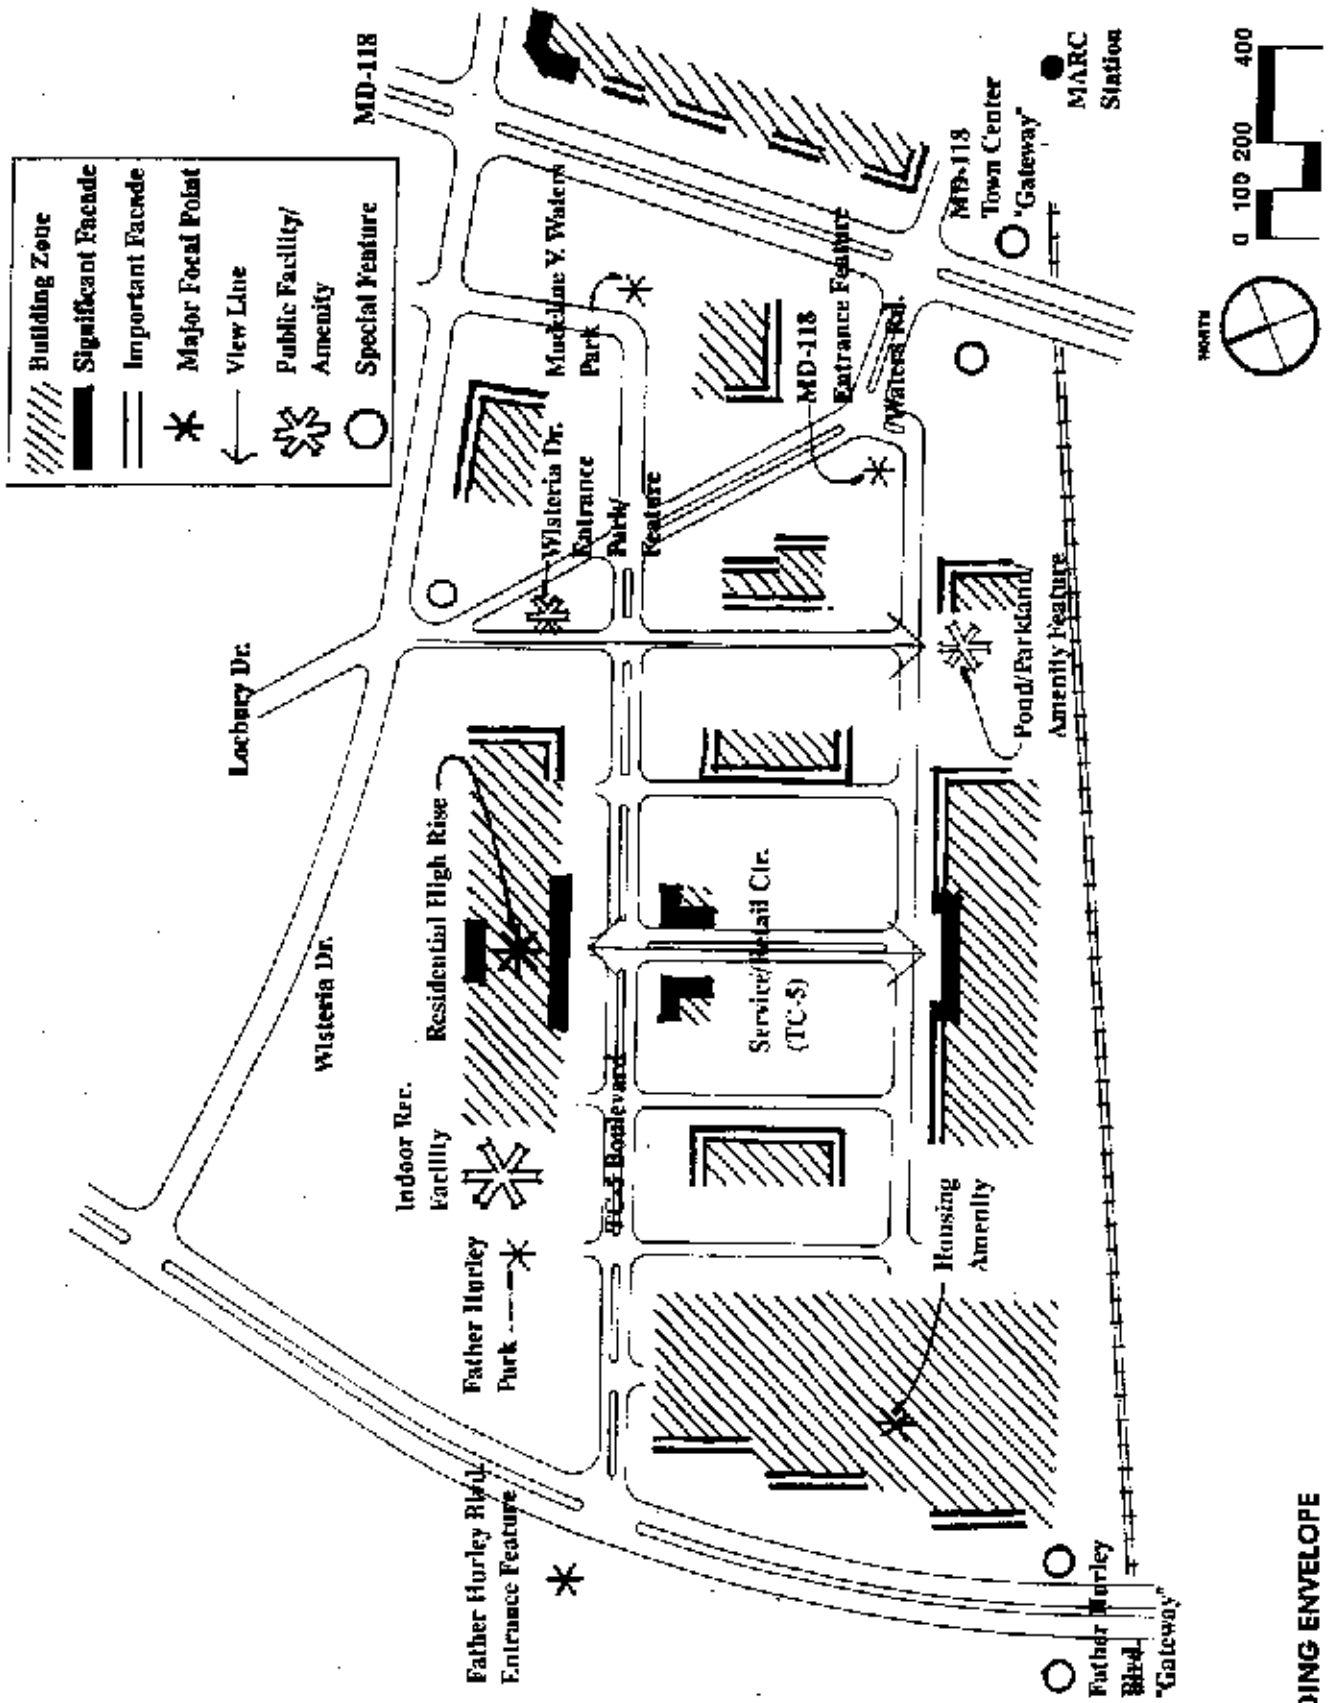 Building Zone
Significant Facade
Important Facade
Major Focal Point
View Line
Public Facility/
Amenity
Special Feature
MD-118
Locbury Dr.
Wisteria Dr.
Madeline V. Waters
Park
Wisteria Dr.
Entrance
Park/
Feature
MD-118
Entrance Feature
Waters Rd.
MD-118
Town Center
"Gateway"
MARC
Station
Residential High Rise
Indoor Rec.
Facility
Father Hurley
Park
Father Hurley Blvd.
Entrance Feature
TC-5 Boulevard
Service/Retail Ctr.
(TC-5)
Pond/Parkland
Amenity Feature
Housing
Amenity
Father Hurley
Blvd.
"Gateway"
NORTH
0 100 200 400
DING ENVELOPE